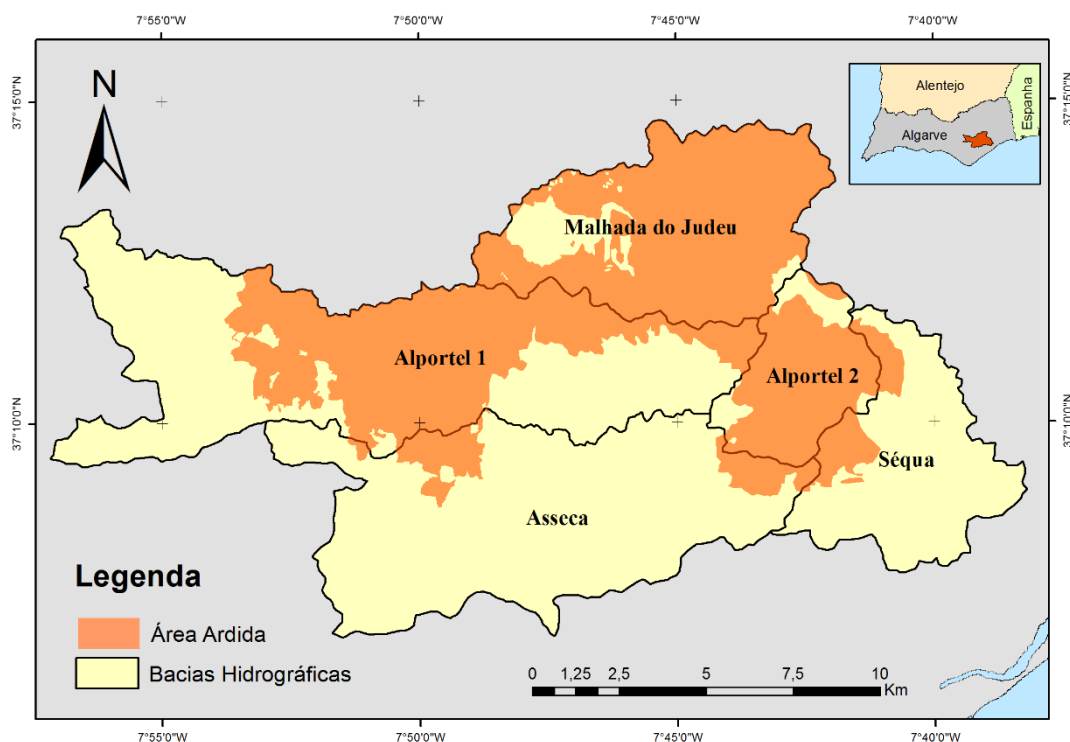 7°55'0"W 7°50'0"W 7°45'0"W 7°40'0"W
37°15'0"N
37°15'0"N
N
Alentejo
Espanha
Algarve
Malhada do Judeu
Alportel 1
Alportel 2
37°10'0"N
37°10'0"N
Séqua
Asseca
Legenda
Área Ardida
Bacias Hidrográficas
0 1,25 2,5 5 7,5 10
Km
7°55'0"W 7°50'0"W 7°45'0"W 7°40'0"W